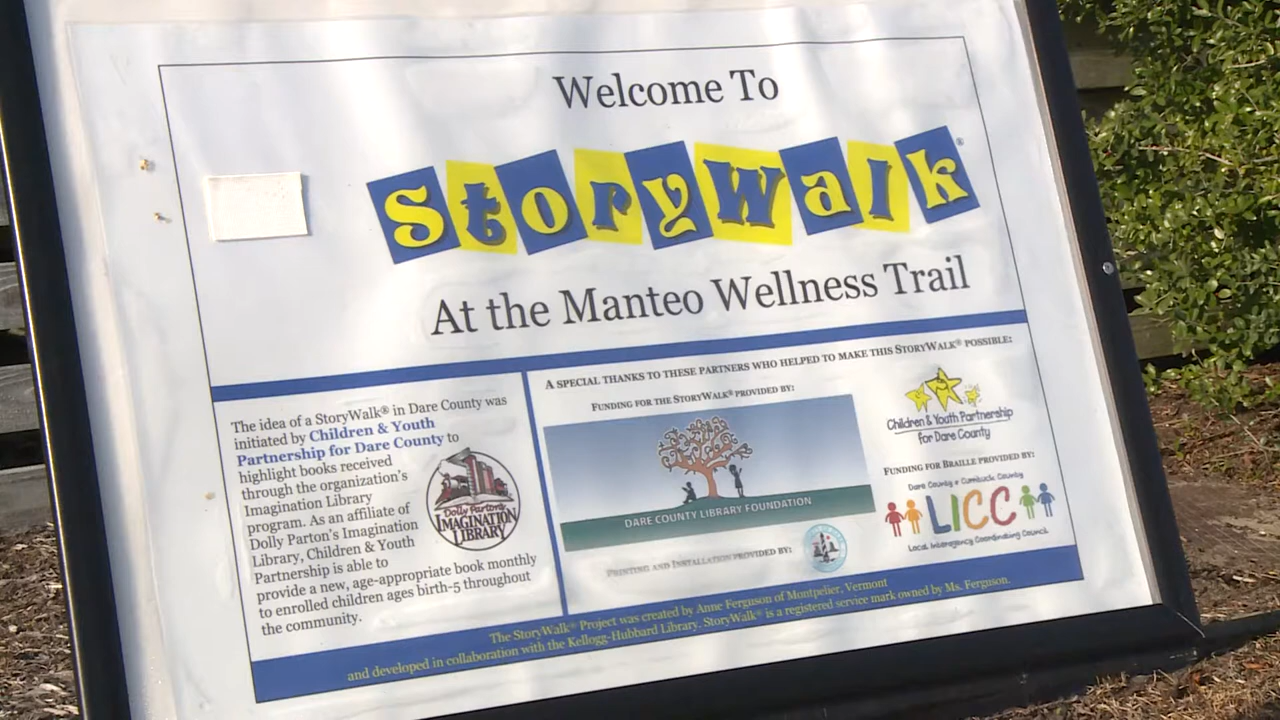 Welcome To
StoryWalk®
At the Manteo Wellness Trail
The idea of a StoryWalk® in Dare County was
initiated by Children & Youth
Partnership for Dare County to
highlight books received
through the organization's
Imagination Library
program. As an affiliate of
Dolly Parton's Imagination
Library, Children & Youth
Partnership is able to
provide a new, age-appropriate book monthly
to enrolled children ages birth-5 throughout
the community.
Dolly Parton's
IMAGINATION
LIBRARY
A SPECIAL THANKS TO THESE PARTNERS WHO HELPED TO MAKE THIS STORYWALK® POSSIBLE:
FUNDING FOR THE STORYWALK® PROVIDED BY:
DARE COUNTY LIBRARY FOUNDATION
PRINTING AND INSTALLATION PROVIDED BY:
Children & Youth Partnership
for Dare County
FUNDING FOR BRAILLE PROVIDED BY:
Dare County & Currituck County
LICC
Local Interagency Coordinating Council
The StoryWalk® Project was created by Anne Ferguson of Montpelier, Vermont
and developed in collaboration with the Kellogg-Hubbard Library. StoryWalk® is a registered service mark owned by Ms. Ferguson.